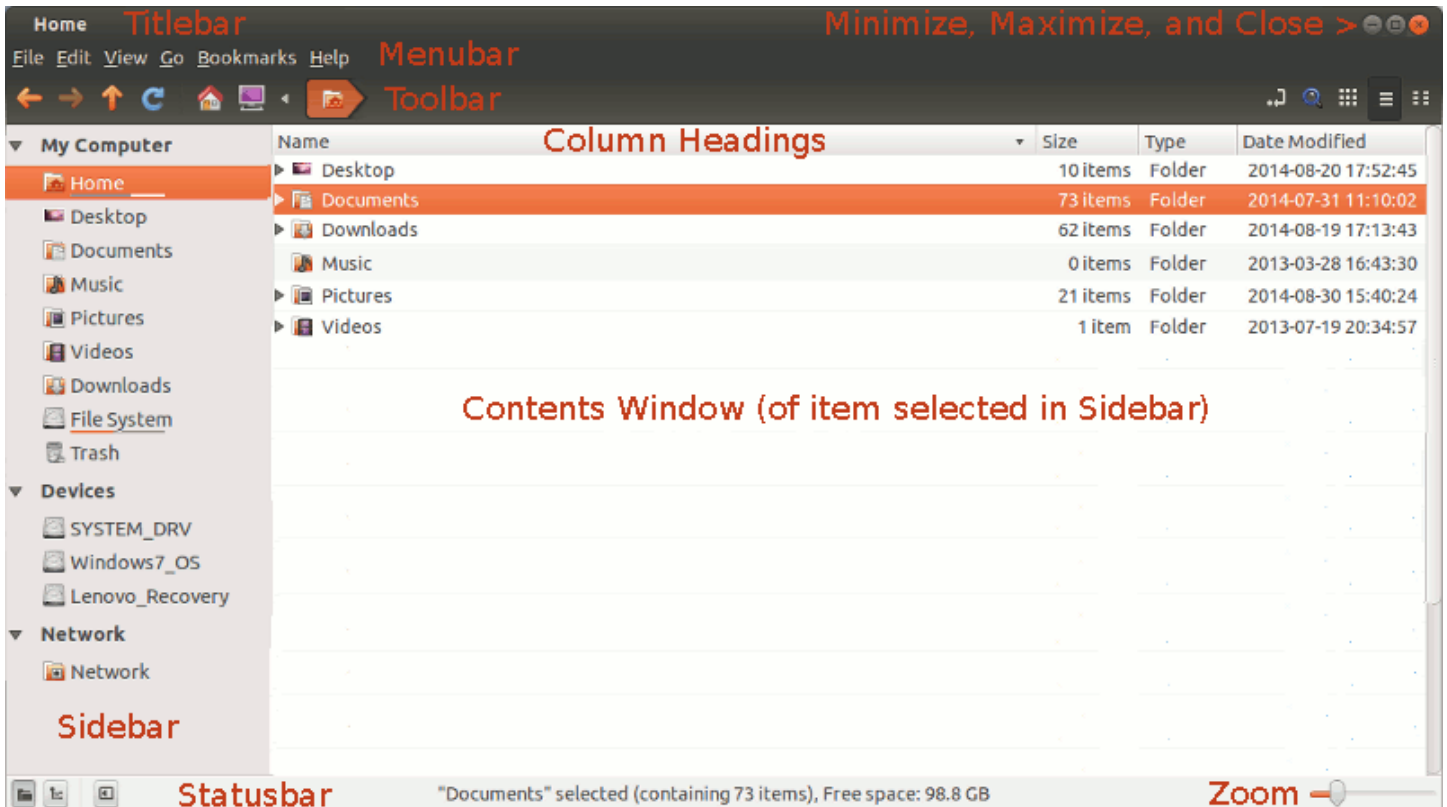 Home Titlebar Minimize, Maximize, and Close >
File Edit View Go Bookmarks Help Menubar
Toolbar
My Computer
Home
Desktop
Documents
Music
Pictures
Videos
Downloads
File System
Trash
Devices
SYSTEM_DRV
Windows7_OS
Lenovo_Recovery
Network
Network
Sidebar
Name Column Headings Size Type Date Modified
Desktop 10 items Folder 2014-08-20 17:52:45
Documents 73 items Folder 2014-07-31 11:10:02
Downloads 62 items Folder 2014-08-19 17:13:43
Music 0 items Folder 2013-03-28 16:43:30
Pictures 21 items Folder 2014-08-30 15:40:24
Videos 1 item Folder 2013-07-19 20:34:57
Contents Window (of item selected in Sidebar)
Statusbar "Documents" selected (containing 73 items), Free space: 98.8 GB Zoom